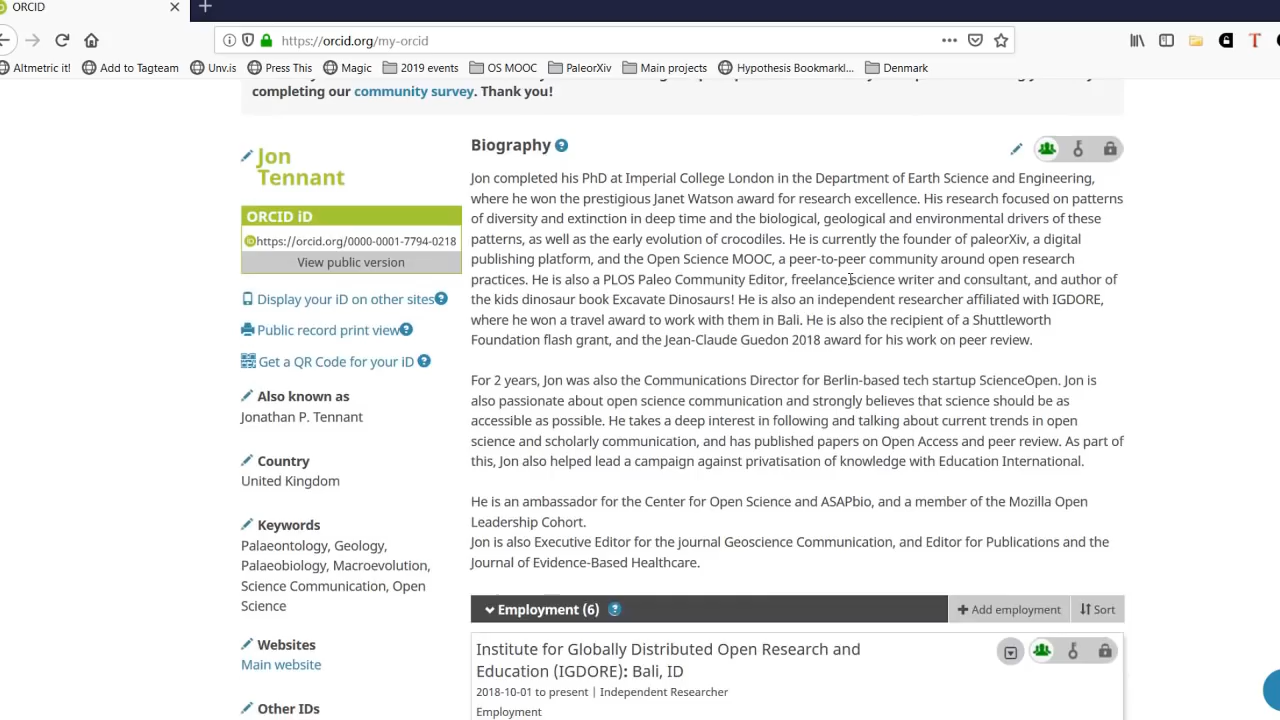 ORCID
https://orcid.org/my-orcid
Altmetric it!
Add to Tagteam
Unv.is
Press This
Magic
2019 events
OS MOOC
PaleorXiv
Main projects
Hypothesis Bookmarkl...
Denmark
completing our community survey. Thank you!
Jon
Tennant
ORCID iD
https://orcid.org/0000-0001-7794-0218
View public version
Display your iD on other sites
Public record print view
Get a QR Code for your iD
Also known as
Jonathan P. Tennant
Country
United Kingdom
Keywords
Palaeontology, Geology,
Palaeobiology, Macroevolution,
Science Communication, Open
Science
Websites
Main website
Other IDs
Biography
Jon completed his PhD at Imperial College London in the Department of Earth Science and Engineering,
where he won the prestigious Janet Watson award for research excellence. His research focused on patterns
of diversity and extinction in deep time and the biological, geological and environmental drivers of these
patterns, as well as the early evolution of crocodiles. He is currently the founder of paleorXiv, a digital
publishing platform, and the Open Science MOOC, a peer-to-peer community around open research
practices. He is also a PLOS Paleo Community Editor, freelance science writer and consultant, and author of
the kids dinosaur book Excavate Dinosaurs! He is also an independent researcher affiliated with IGDORE,
where he won a travel award to work with them in Bali. He is also the recipient of a Shuttleworth
Foundation flash grant, and the Jean-Claude Guedon 2018 award for his work on peer review.
For 2 years, Jon was also the Communications Director for Berlin-based tech startup ScienceOpen. Jon is
also passionate about open science communication and strongly believes that science should be as
accessible as possible. He takes a deep interest in following and talking about current trends in open
science and scholarly communication, and has published papers on Open Access and peer review. As part of
this, Jon also helped lead a campaign against privatisation of knowledge with Education International.
He is an ambassador for the Center for Open Science and ASAPbio, and a member of the Mozilla Open
Leadership Cohort.
Jon is also Executive Editor for the journal Geoscience Communication, and Editor for Publications and the
Journal of Evidence-Based Healthcare.
Employment (6)
Add employment
Sort
Institute for Globally Distributed Open Research and
Education (IGDORE): Bali, ID
2018-10-01 to present | Independent Researcher
Employment